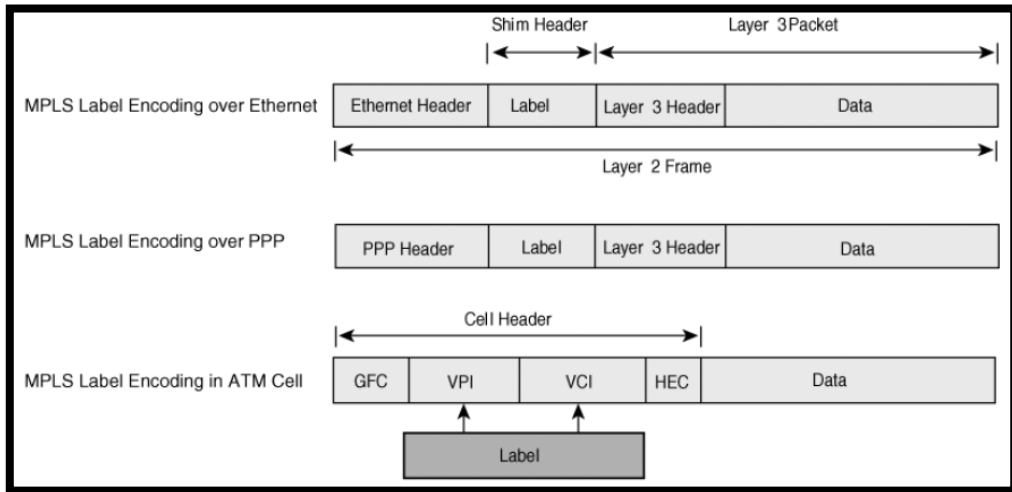 Shim Header Layer 3 Packet
MPLS Label Encoding over Ethernet Ethernet Header Label Layer 3 Header Data
Layer 2 Frame
MPLS Label Encoding over PPP PPP Header Label Layer 3 Header Data
Cell Header
MPLS Label Encoding in ATM Cell GFC VPI VCI HEC Data
Label